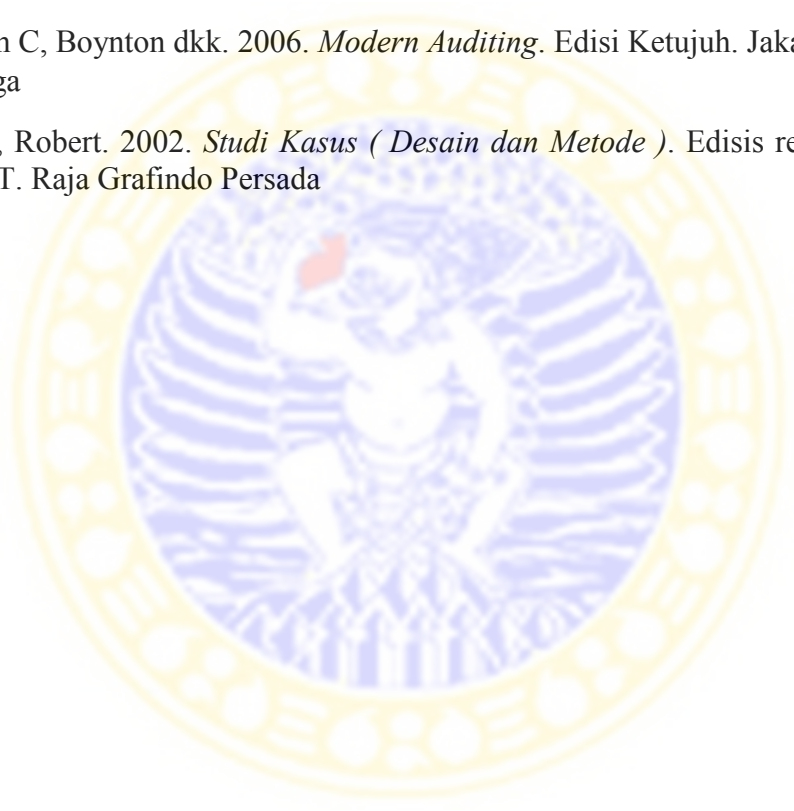 n C, Boynton dkk. 2006. Modern Auditing. Edisi Ketujuh. Jaka
ga
, Robert. 2002. Studi Kasus ( Desain dan Metode ). Edisis re
T. Raja Grafindo Persada